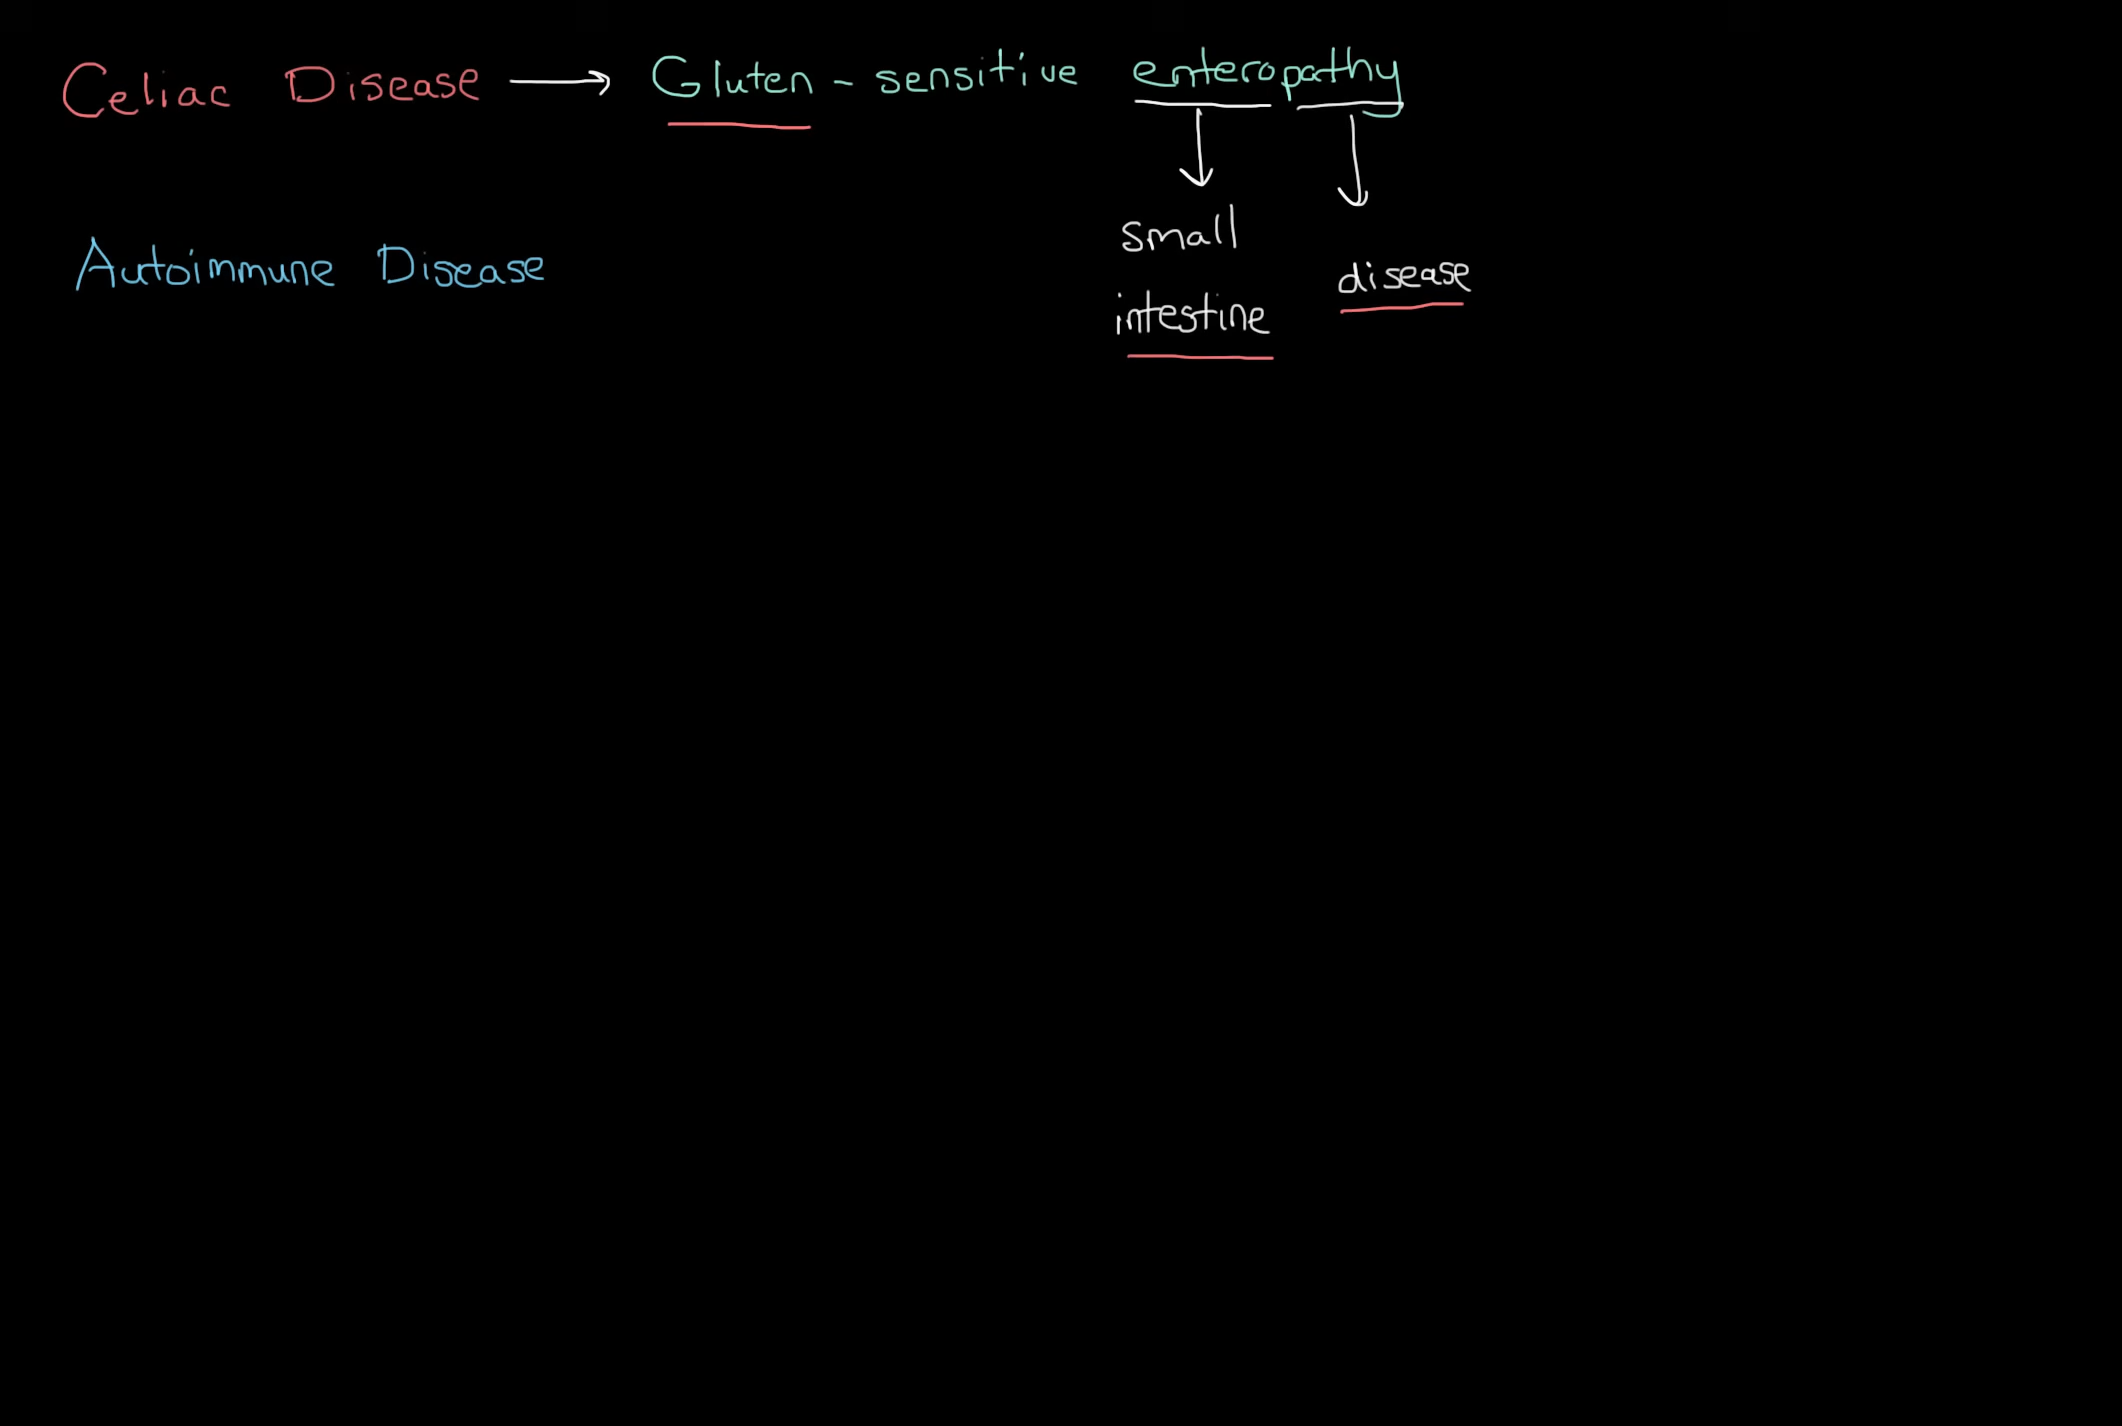 Celiac Disease → Gluten - sensitive enteropathy
small
Autoimmune Disease
disease
intestine